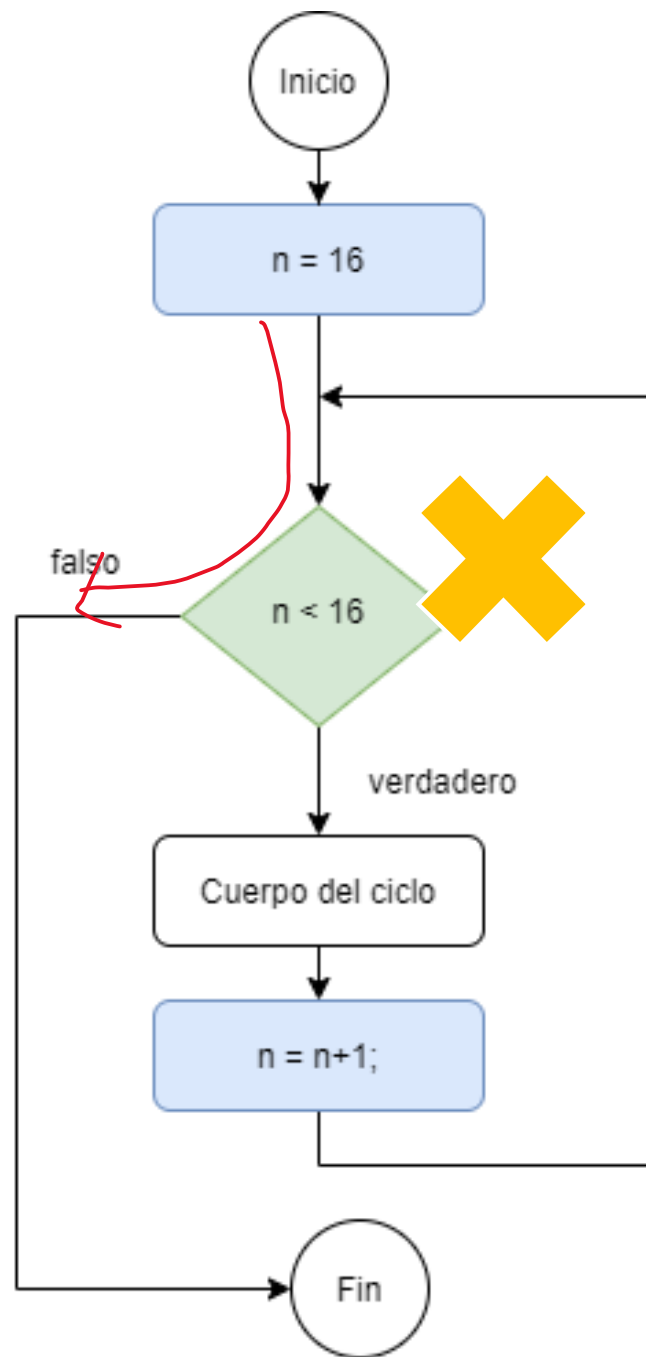 Inicio
n = 16
falso
n < 16
verdadero
Cuerpo del ciclo
n = n+1;
Fin